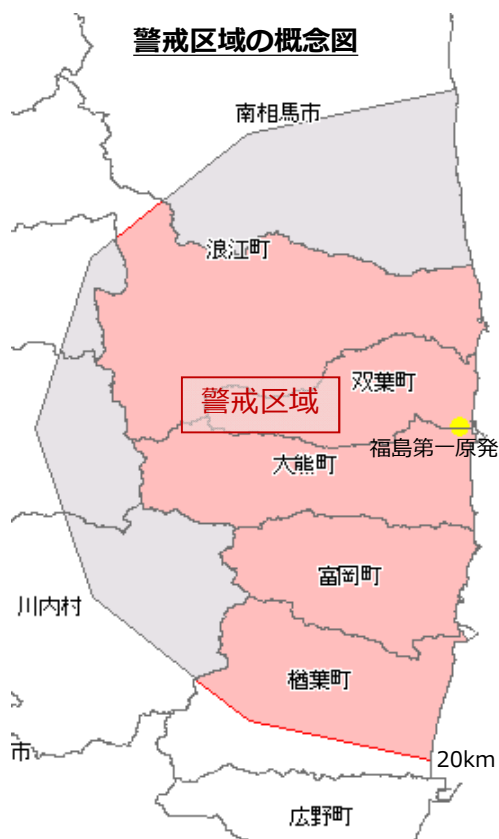 警戒区域の概念図
南相馬市
浪江町
双葉町
警戒区域
福島第一原発
大熊町
富岡町
川内村
楢葉町
市
20km
広野町